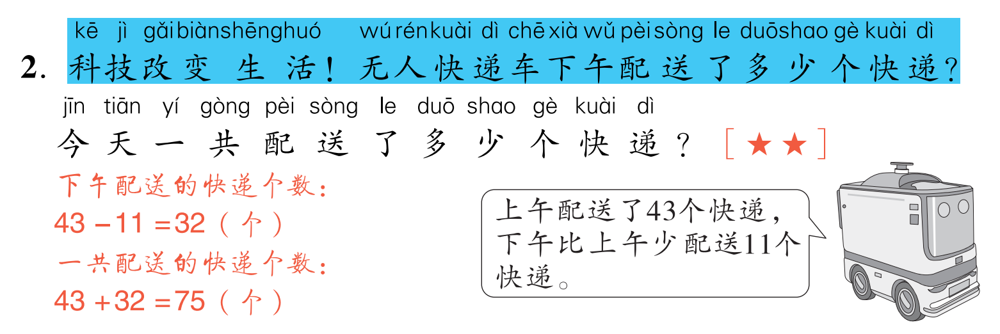 kē jì gǎibiànshēnghuó wúrénkuài dì chēxià wǔ pèisòng le duōshao gè kuài dì
2. 科技改变生活！无人快递车下午配送了多少个快递？
jīn tiān yí gòng pèi sòng le duō shao gè kuài dì
今天一共配送了多少个快递？［★★］
下午配送的快递个数：
43－11＝32（个）
一共配送的快递个数：
43＋32＝75（个）
上午配送了43个快递，
下午比上午少配送11个
快递。